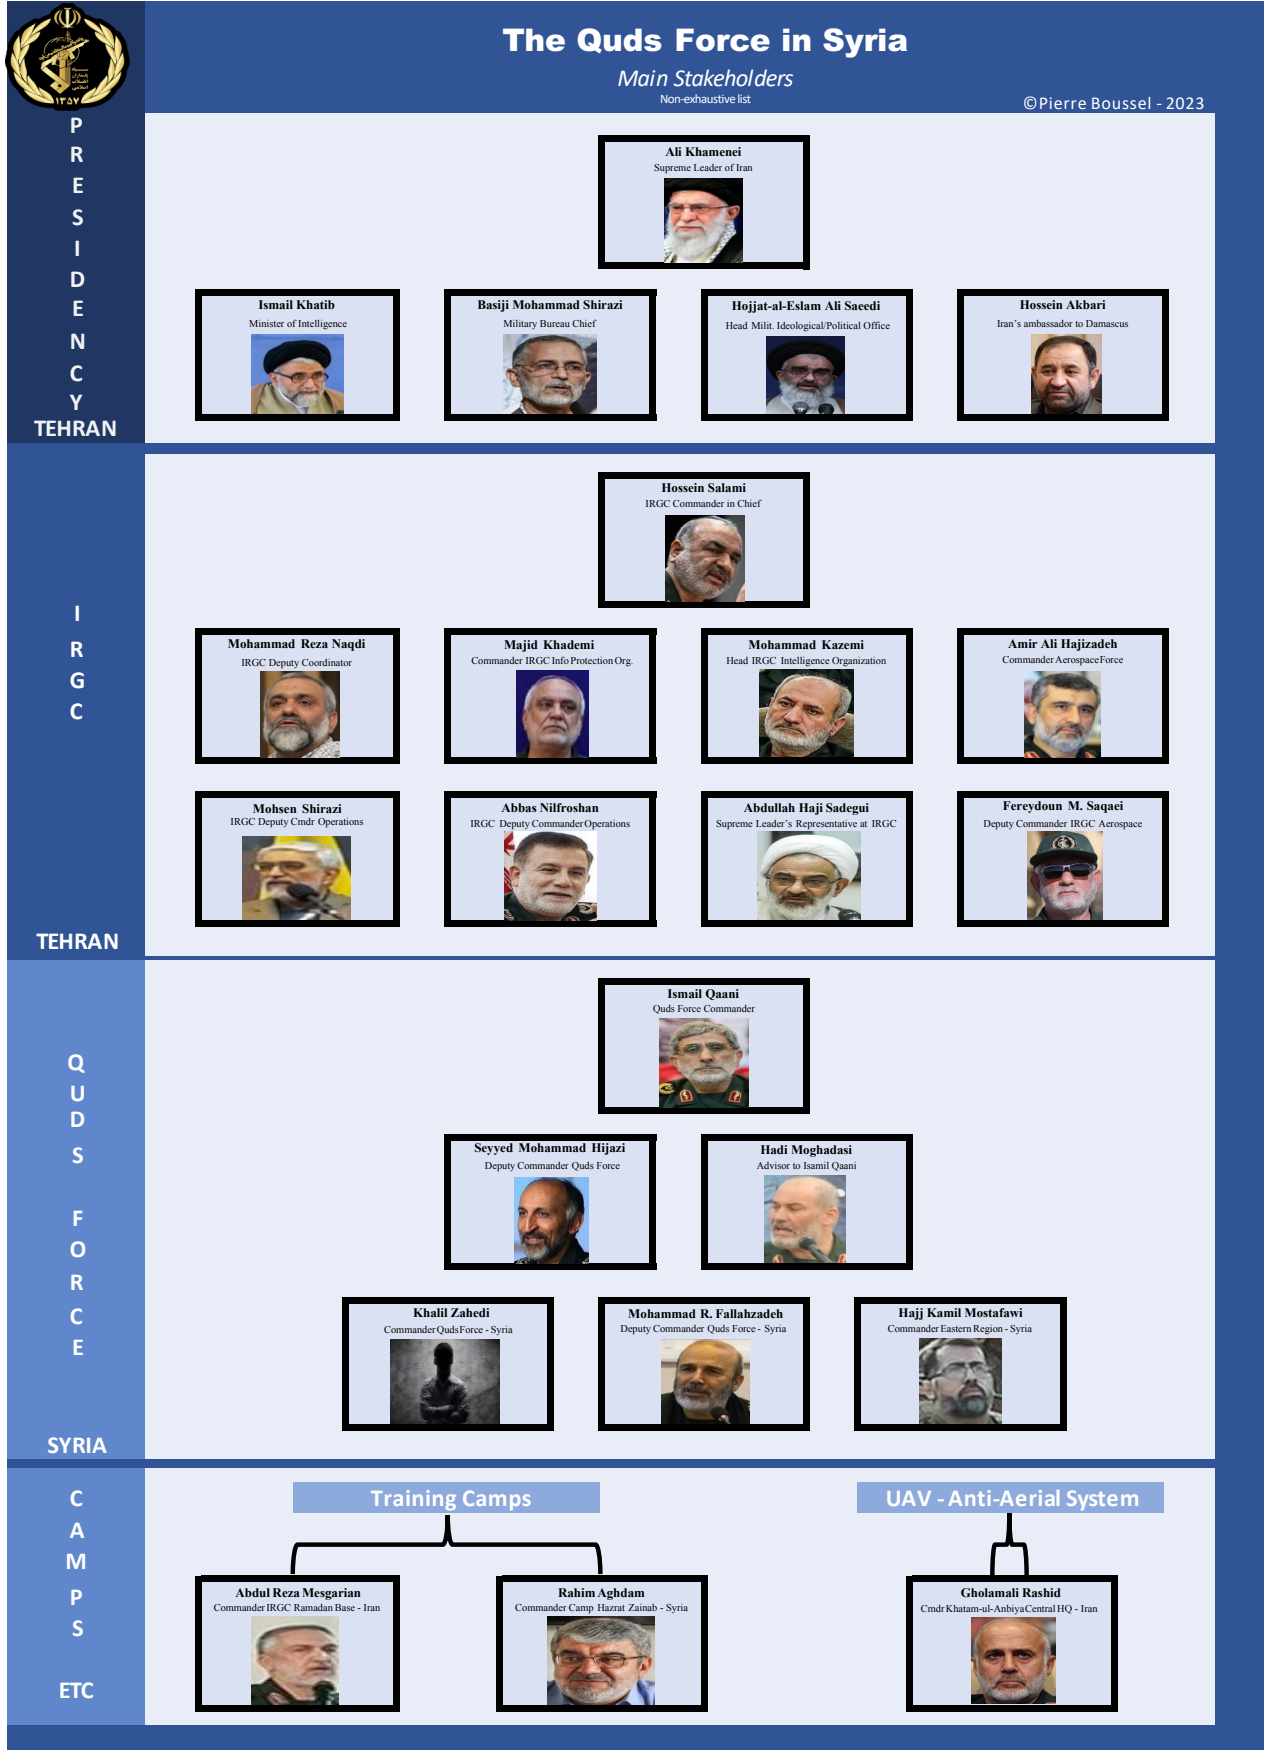 The Quds Force in Syria
Main Stakeholders
Non-exhaustive list
©Pierre Boussel - 2023
PRESIDENCY
TEHRAN
Ali Khamenei
Supreme Leader of Iran
Ismail Khatib
Minister of Intelligence
Basiji Mohammad Shirazi
Military Bureau Chief
Hojjat-al-Eslam Ali Saeedi
Head Milit. Ideological/Political Office
Hossein Akbari
Iran's ambassador to Damascus
IRGC
TEHRAN
Hossein Salami
IRGC Commander in Chief
Mohammad Reza Naqdi
IRGC Deputy Coordinator
Majid Khademi
Commander IRGC Info Protection Org.
Mohammad Kazemi
Head IRGC Intelligence Organization
Amir Ali Hajizadeh
Commander Aerospace Force
Mohsen Shirazi
IRGC Deputy Cmdr Operations
Abbas Nilfroshan
IRGC Deputy Commander Operations
Abdullah Haji Sadegui
Supreme Leader's Representative at IRGC
Fereydoun M. Saqaei
Deputy Commander IRGC Aerospace
QUDS FORCE
SYRIA
Ismail Qaani
Quds Force Commander
Seyyed Mohammad Hijazi
Deputy Commander Quds Force
Hadi Moghadasi
Advisor to Isamil Qaani
Khalil Zahedi
Commander Quds Force - Syria
Mohammad R. Fallahzadeh
Deputy Commander Quds Force - Syria
Hajj Kamil Mostafawi
Commander Eastern Region - Syria
CAMPS
ETC
Training Camps
UAV - Anti-Aerial System
Abdul Reza Mesgarian
Commander IRGC Ramadan Base - Iran
Rahim Aghdam
Commander Camp Hazrat Zainab - Syria
Gholamali Rashid
Cmdr Khatam-ul-Anbiya Central HQ - Iran